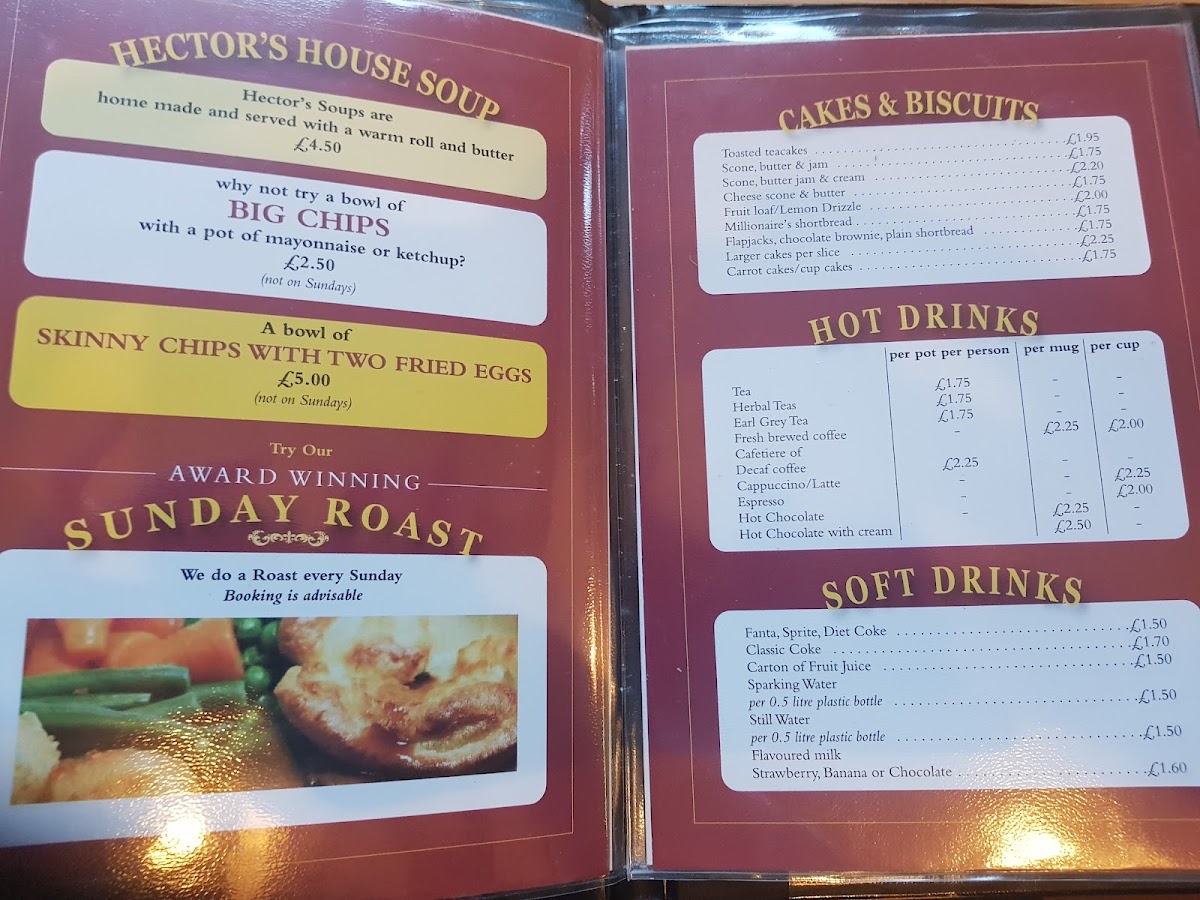 HECTOR'S HOUSE SOUP
Hector's Soups are
home made and served with a warm roll and butter
£4.50
why not try a bowl of
BIG CHIPS
with a pot of mayonnaise or ketchup?
£2.50
(not on Sundays)
A bowl of
SKINNY CHIPS WITH TWO FRIED EGGS
£5.00
(not on Sundays)
Try Our
AWARD WINNING
SUNDAY ROAST
We do a Roast every Sunday
Booking is advisable
CAKES & BISCUITS
Toasted teacakes £1.95
Scone, butter & jam £1.75
Scone, butter jam & cream £2.20
Cheese scone & butter £1.75
Fruit loaf/Lemon Drizzle £2.00
Millionaire's shortbread £1.75
Flapjacks, chocolate brownie, plain shortbread £1.75
Larger cakes per slice £2.25
Carrot cakes/cup cakes £1.75
HOT DRINKS
per pot per person per mug per cup
Tea £1.75 - -
Herbal Teas £1.75 - -
Earl Grey Tea £1.75 - -
Fresh brewed coffee - £2.25 £2.00
Cafetiere of
Decaf coffee £2.25 - -
Cappuccino/Latte - - £2.25
Espresso - - £2.00
Hot Chocolate - £2.25 -
Hot Chocolate with cream £2.50 -
SOFT DRINKS
Fanta, Sprite, Diet Coke £1.50
Classic Coke £1.70
Carton of Fruit Juice £1.50
Sparking Water
per 0.5 litre plastic bottle £1.50
Still Water
per 0.5 litre plastic bottle £1.50
Flavoured milk
Strawberry, Banana or Chocolate £1.60